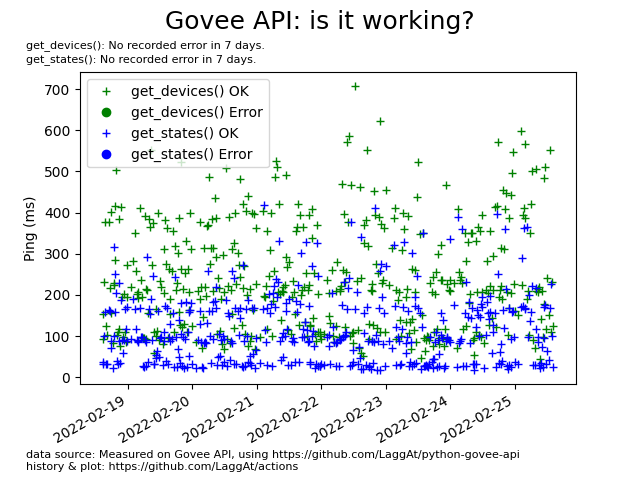 Govee API: is it working?
get_devices(): No recorded error in 7 days.
get_states(): No recorded error in 7 days.
get_devices() OK
get_devices() Error
get_states() OK
get_states() Error
Ping (ms)
700
600
500
400
300
200
100
0
2022-02-19
2022-02-20
2022-02-21
2022-02-22
2022-02-23
2022-02-24
2022-02-25
data source: Measured on Govee API, using https://github.com/LaggAt/python-govee-api
history & plot: https://github.com/LaggAt/actions